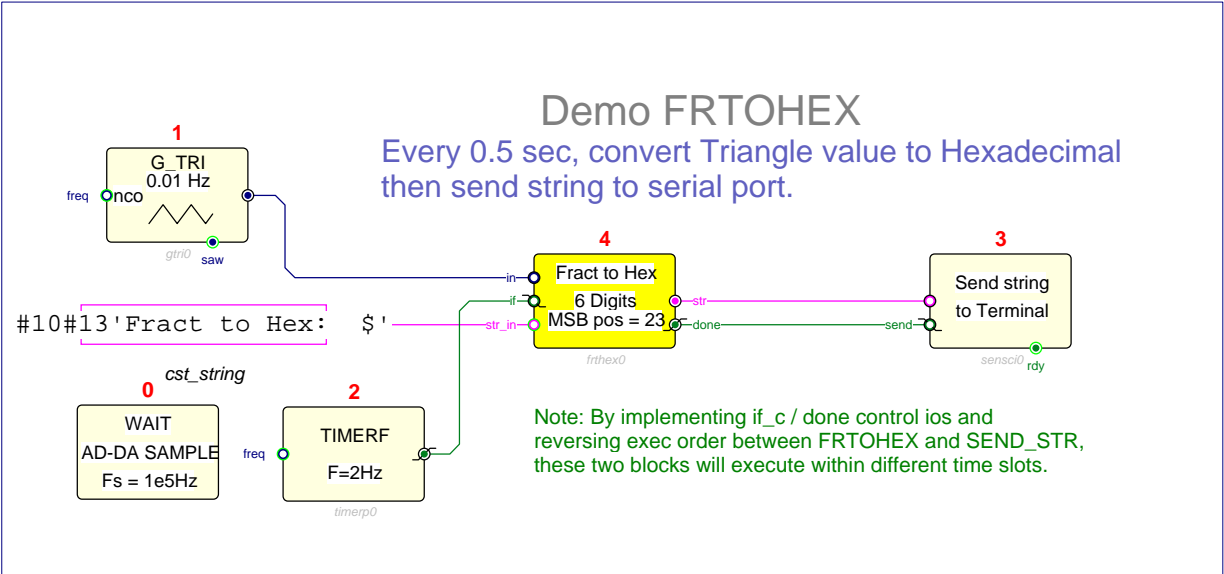 Demo FRTOHEX
Every 0.5 sec, convert Triangle value to Hexadecimal
then send string to serial port.
1
G_TRI
0.01 Hz
freq
nco
gtri0
saw
4
in
if
str_in
Fract to Hex
6 Digits
MSB pos = 23
str
done
frthex0
3
send
Send string
to Terminal
sensci0
rdy
#10#13'Fract to Hex:  $'
cst_string
0
WAIT
AD-DA SAMPLE
Fs = 1e5Hz
2
freq
TIMERF
F=2Hz
timerp0
Note: By implementing if_c / done control ios and
reversing exec order between FRTOHEX and SEND_STR,
these two blocks will execute within different time slots.